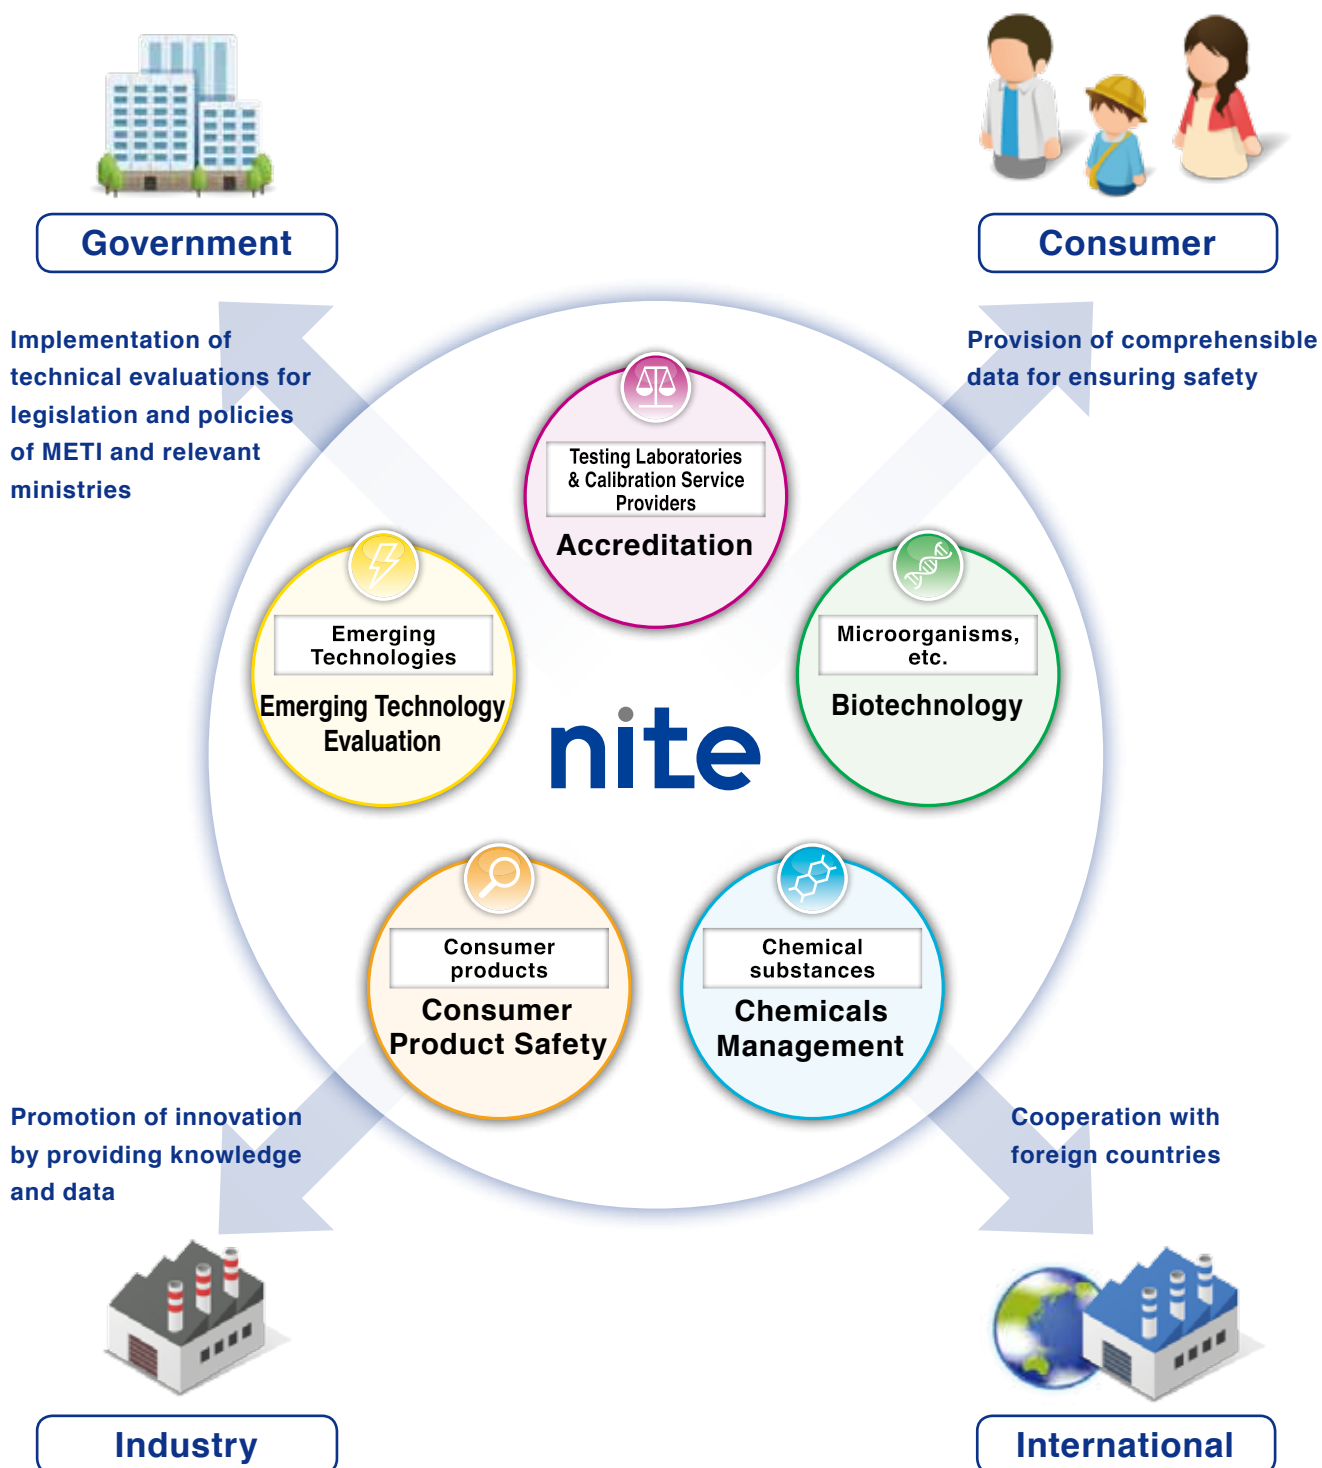 Government
Consumer
Implementation of
technical evaluations for
legislation and policies
of METI and relevant
ministries
Provision of comprehensible
data for ensuring safety
Testing Laboratories
& Calibration Service
Providers
Accreditation
Emerging
Technologies
Emerging Technology
Evaluation
Microorganisms,
etc.
Biotechnology
nite
Consumer
products
Consumer
Product Safety
Chemical
substances
Chemicals
Management
Promotion of innovation
by providing knowledge
and data
Cooperation with
foreign countries
Industry
International